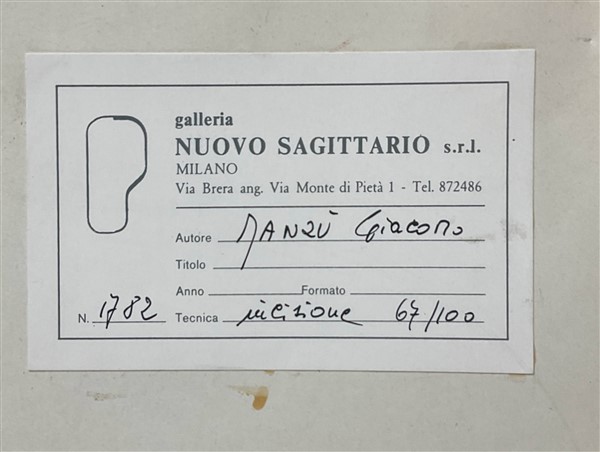 galleria
NUOVO SAGITTARIO s.r.l.
MILANO
Via Brera ang. Via Monte di Pietà 1 - Tel. 872486
Autore MANZÙ Giacomo
Titolo
Anno Formato
N. 1782 Tecnica incisione 67/100